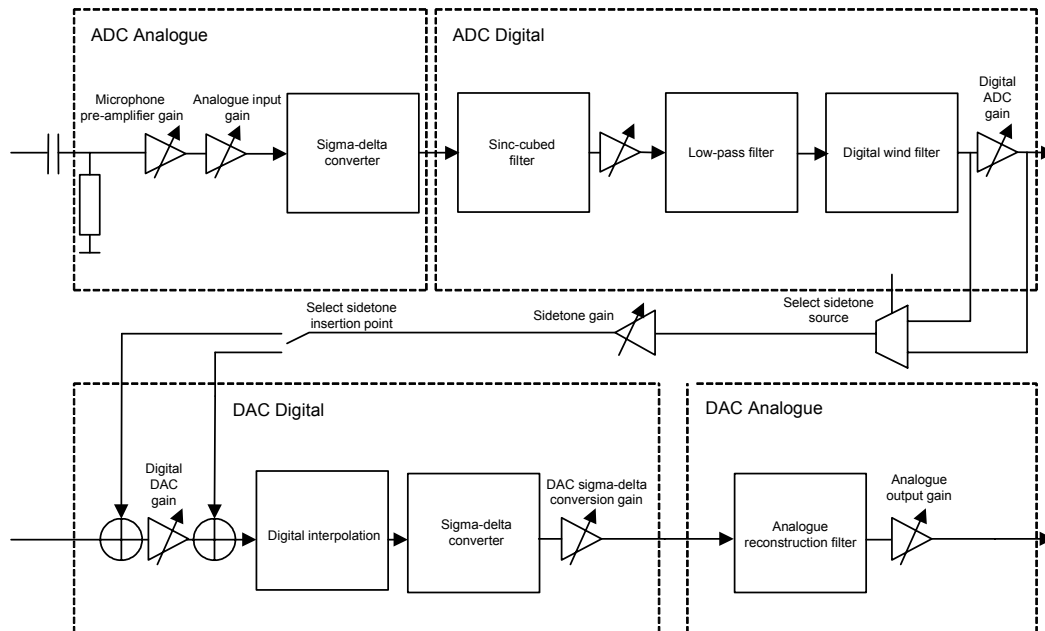 ADC Analogue
ADC Digital
Microphone
pre-amplifier gain
Analogue input
gain
Sigma-delta
converter
Sinc-cubed
filter
Low-pass filter
Digital wind filter
Digital
ADC
gain
Select sidetone
insertion point
Sidetone gain
Select sidetone
source
DAC Digital
DAC Analogue
Digital
DAC
gain
Digital interpolation
Sigma-delta
converter
DAC sigma-delta
conversion gain
Analogue
reconstruction filter
Analogue
output gain